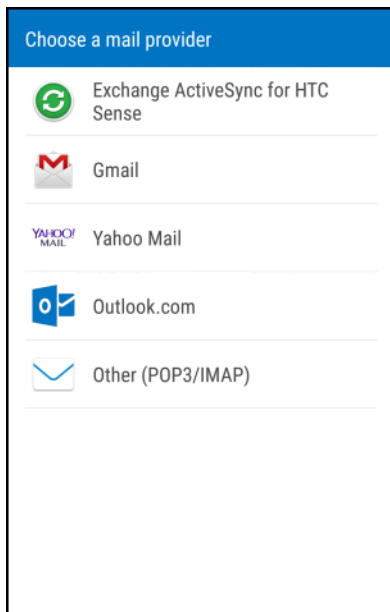 Choose a mail provider
Exchange ActiveSync for HTC
Sense
Gmail
YAHOO!
MAIL
Yahoo Mail
Outlook.com
Other (POP3/IMAP)